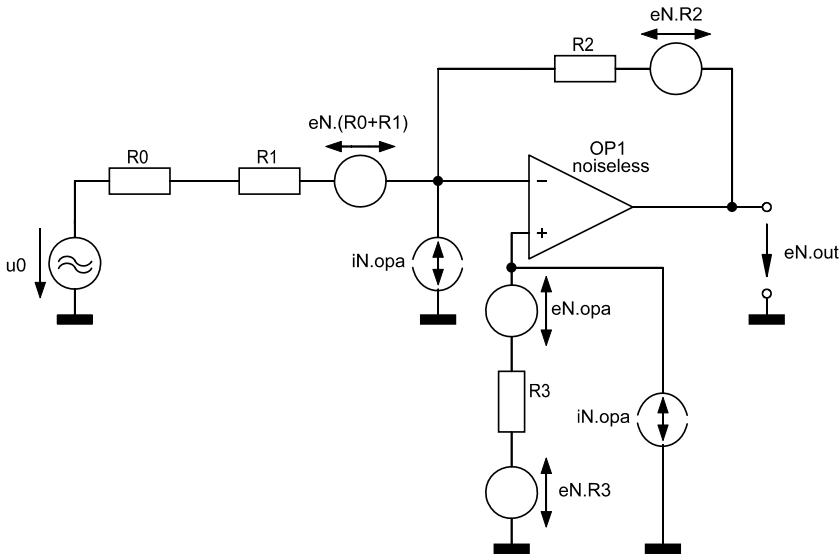 eN.R2
R2
eN.(R0+R1)
OP1
noiseless
R0
R1
−
+
u0
iN.opa
eN.out
eN.opa
R3
iN.opa
eN.R3